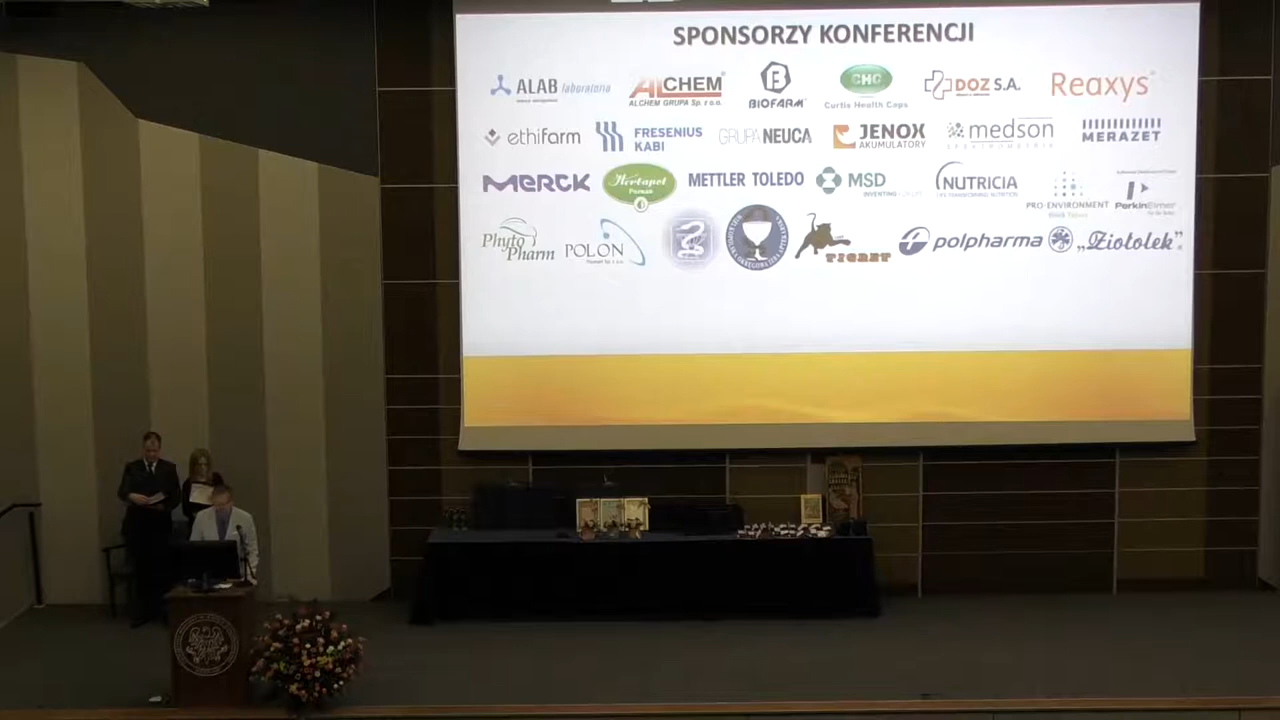 SPONSORZY KONFERENCJI
ALAB laboratoria
ALCHEM
ALCHEM GRUPA Sp. z o.o.
BIOFARM
CHC
Curtis Health Caps
DOZ S.A.
Reaxys
ethifarm
FRESENIUS
KABI
GRUPA NEUCA
JENOX
AKUMULATORY
medson
MERAZET
MERCK
Herbapol
Poznań
METTLER TOLEDO
MSD
NUTRICIA
PRO-ENVIRONMENT
PerkinElmer
Phyto
Pharm
POLON
TIGRET
polpharma
„Ziołolek”